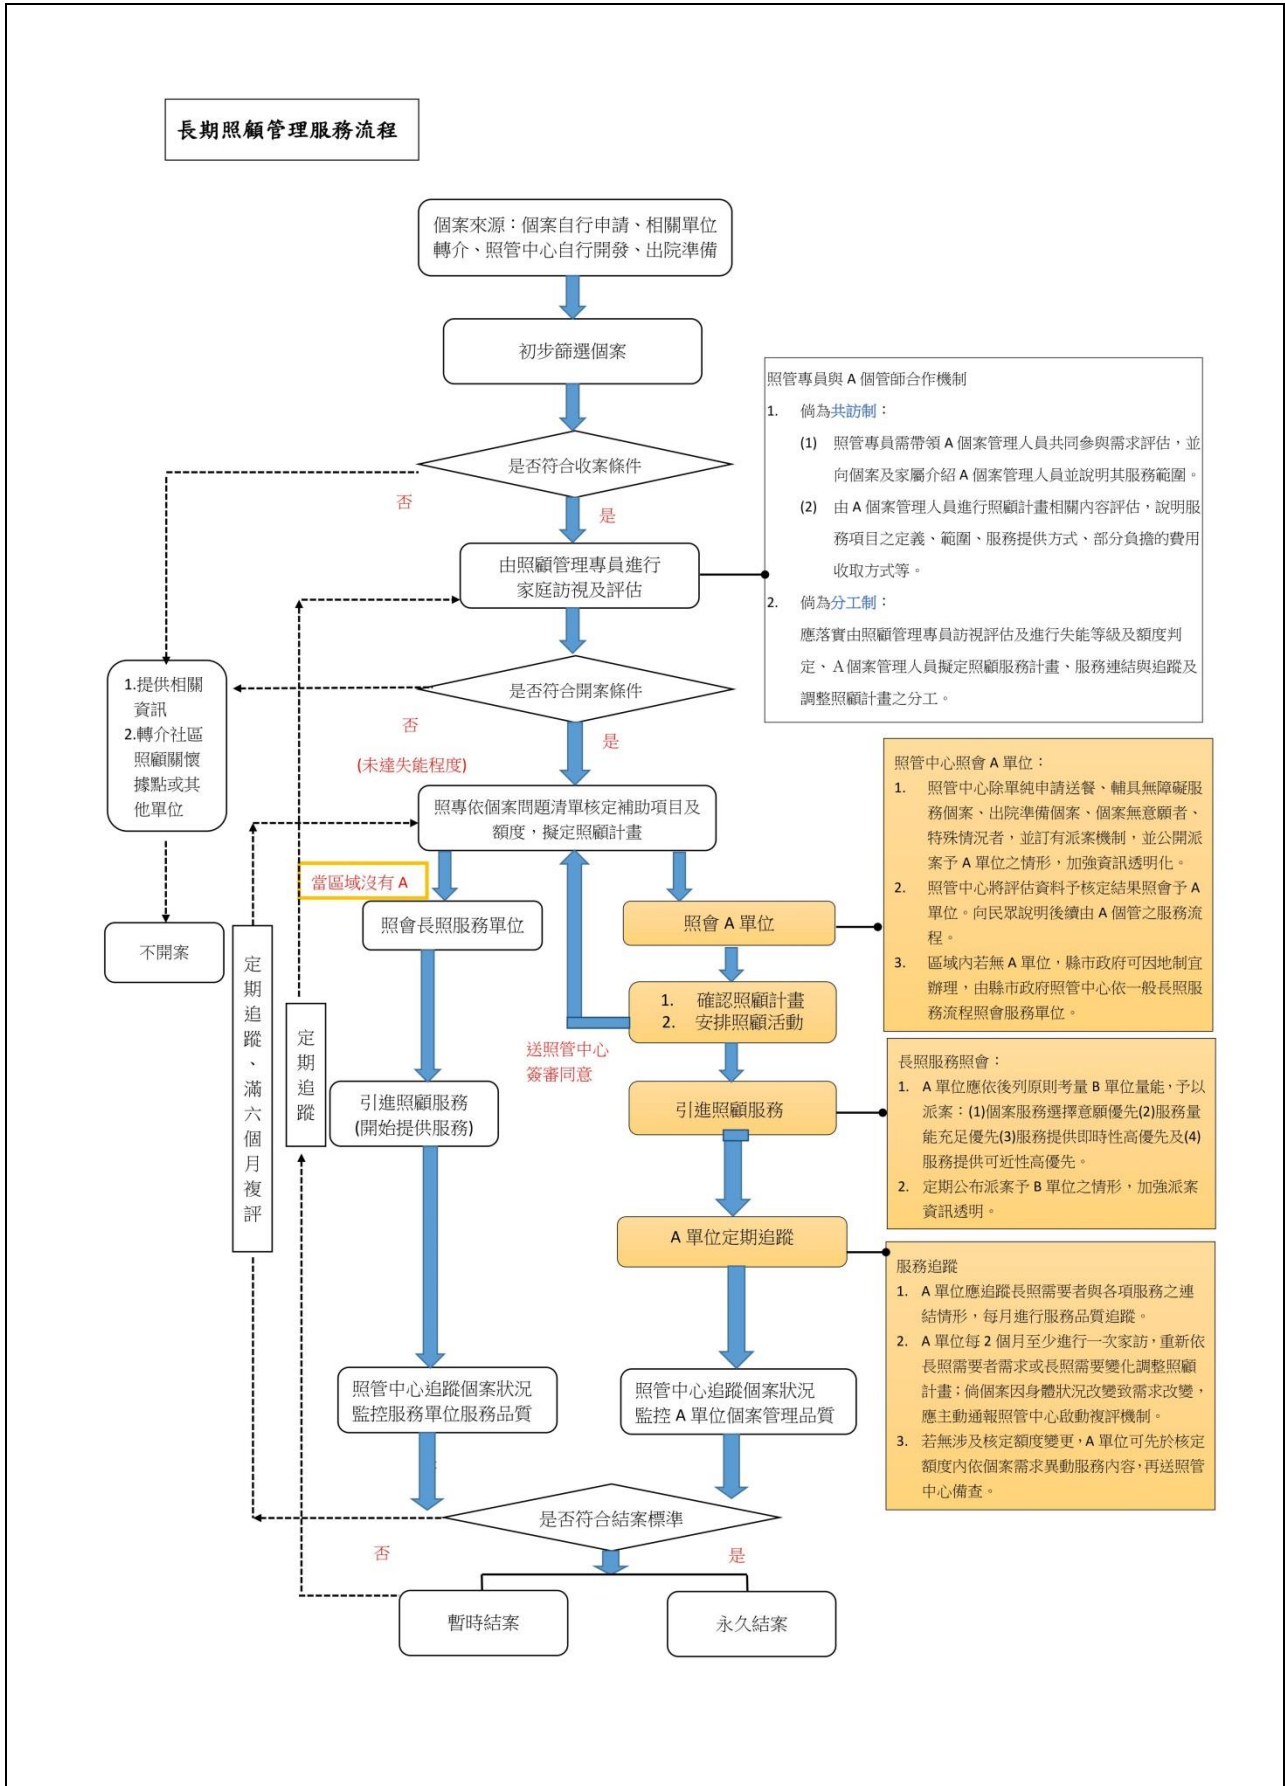 長期照顧管理服務流程
個案來源：個案自行申請、相關單位
轉介、照管中心自行開發、出院準備
初步篩選個案
是否符合收案條件
否
是
由照顧管理專員進行
家庭訪視及評估
照管專員與 A 個管師合作機制
1. 倘為共訪制：
(1) 照管專員需帶領 A 個案管理人員共同參與需求評估，並
向個案及家屬介紹 A 個案管理人員並說明其服務範圍。
(2) 由 A 個案管理人員進行照顧計畫相關內容評估，說明服
務項目之定義、範圍、服務提供方式、部分負擔的費用
收取方式等。
2. 倘為分工制：
應落實由照顧管理專員訪視評估及進行失能等級及額度判
定、A個案管理人員擬定照顧服務計畫、服務連結與追蹤及
調整照顧計畫之分工。
是否符合開案條件
否
是
(未達失能程度)
1.提供相關
資訊
2.轉介社區
照顧關懷
據點或其
他單位
不開案
照專依個案問題清單核定補助項目及
額度，擬定照顧計畫
當區域沒有 A
照會長照服務單位
照會 A 單位
照管中心照會 A 單位：
1. 照管中心除單純申請送餐、輔具無障礙服
務個案、出院準備個案、個案無意願者、
特殊情況者，並訂有派案機制，並公開派
案予 A 單位之情形，加強資訊透明化。
2. 照管中心將評估資料予核定結果照會予 A
單位。向民眾說明後續由 A 個管之服務流
程。
3. 區域內若無 A 單位，縣市政府可因地制宜
辦理，由縣市政府照管中心依一般長照服
務流程照會服務單位。
1. 確認照顧計畫
2. 安排照顧活動
送照管中心
簽審同意
定期追蹤、滿六個月複評
定期追蹤
引進照顧服務
(開始提供服務)
引進照顧服務
長照服務照會：
1. A 單位應依後列原則考量 B 單位量能，予以
派案：(1)個案服務選擇意願優先(2)服務量
能充足優先(3)服務提供即時性高優先及(4)
服務提供可近性高優先。
2. 定期公布派案予 B 單位之情形，加強派案
資訊透明。
A 單位定期追蹤
服務追蹤
1. A 單位應追蹤長照需要者與各項服務之連
結情形，每月進行服務品質追蹤。
2. A 單位每 2 個月至少進行一次家訪，重新依
長照需要者需求或長照需要變化調整照顧
計畫；倘個案因身體狀況改變致需求改變，
應主動通報照管中心啟動複評機制。
3. 若無涉及核定額度變更，A 單位可先於核定
額度內依個案需求異動服務內容，再送照管
中心備查。
照管中心追蹤個案狀況
監控服務單位服務品質
照管中心追蹤個案狀況
監控 A 單位個案管理品質
是否符合結案標準
否
是
暫時結案
永久結案